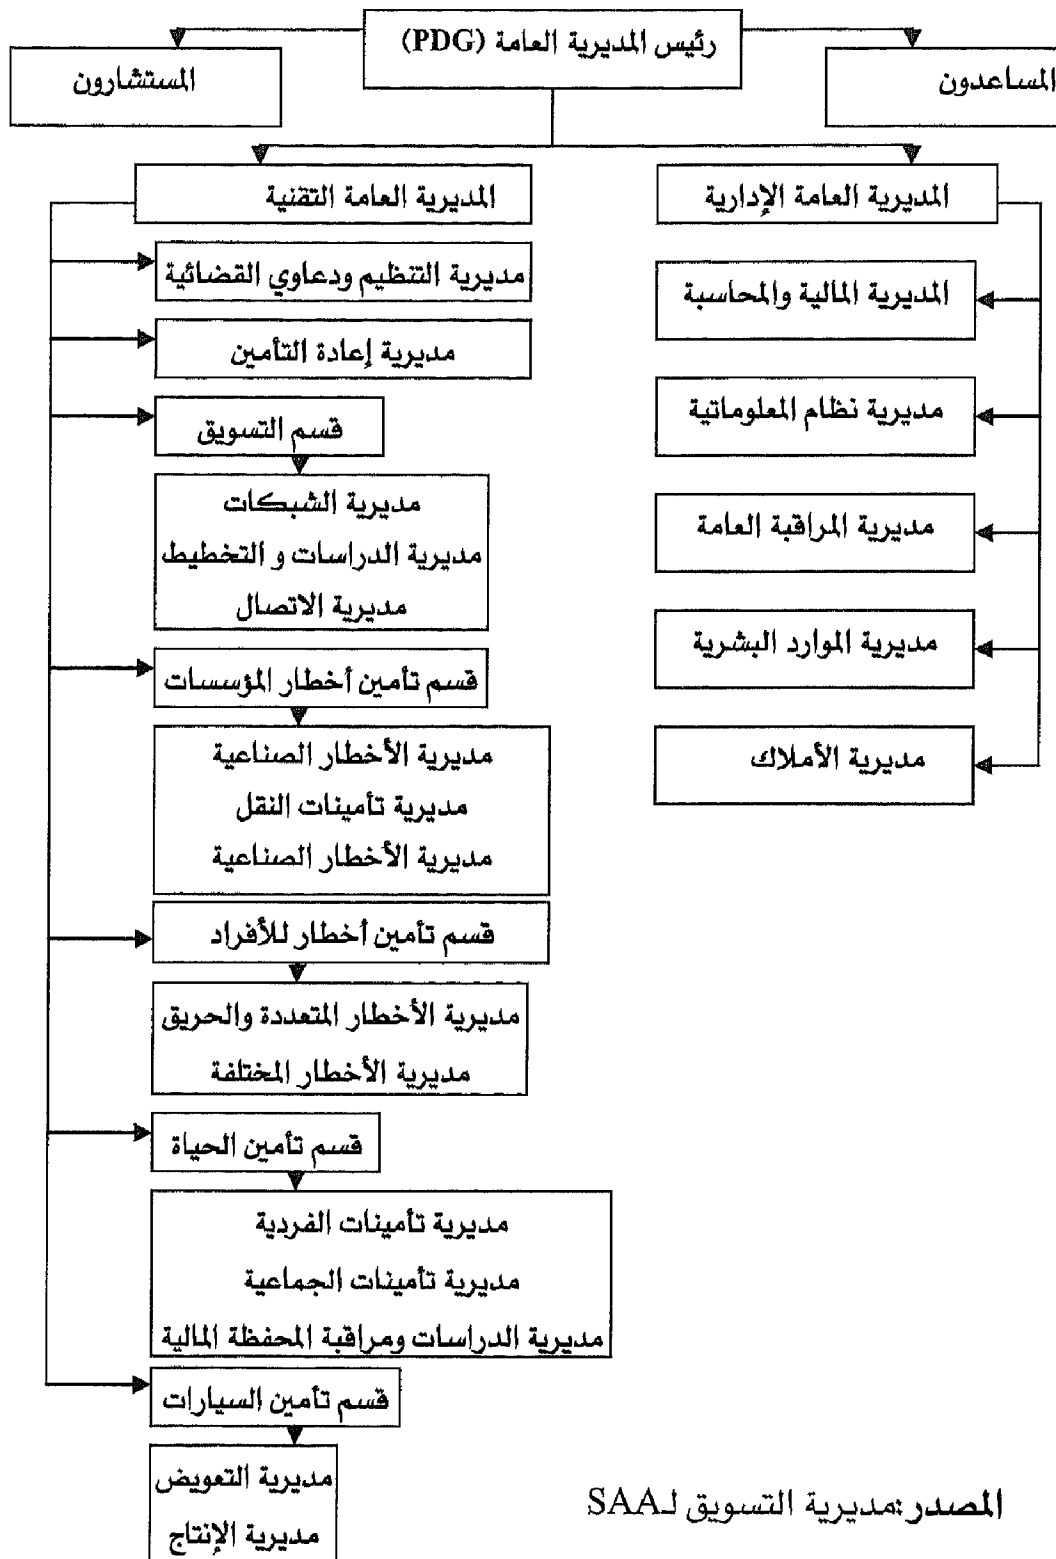 رئيس المديرية العامة (PDG)
المساعدون
المستشارون
المديرية العامة الإدارية
المديرية المالية والمحاسبة
مديرية نظام المعلوماتية
مديرية المراقبة العامة
مديرية الموارد البشرية
مديرية الأملاك
المديرية العامة التقنية
مديرية التنظيم ودعاوي القضائية
مديرية إعادة التأمين
قسم التسويق
مديرية الشبكات
مديرية الدراسات و التخطيط
مديرية الاتصال
قسم تأمين أخطار المؤسسات
مديرية الأخطار الصناعية
مديرية تأمينات النقل
مديرية الأخطار الصناعية
قسم تأمين أخطار للأفراد
مديرية الأخطار المتعددة والحريق
مديرية الأخطار المختلفة
قسم تأمين الحياة
مديرية تأمينات الفردية
مديرية تأمينات الجماعية
مديرية الدراسات ومراقبة المحفظة المالية
قسم تأمين السيارات
مديرية التعويض
مديرية الإنتاج
المصدر:مديرية التسويق لـSAA